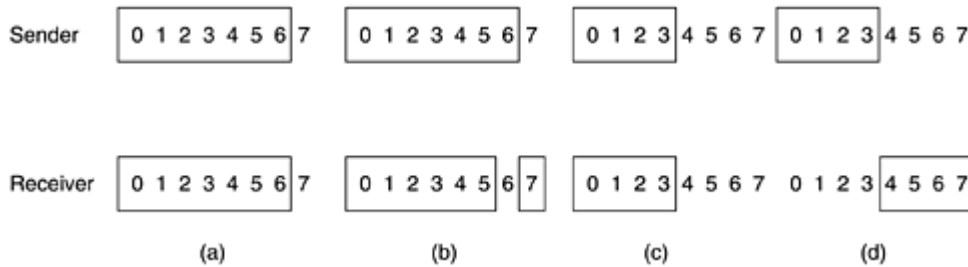 Sender 0 1 2 3 4 5 6 7 0 1 2 3 4 5 6 7 0 1 2 3 4 5 6 7 0 1 2 3 4 5 6 7
Receiver 0 1 2 3 4 5 6 7 0 1 2 3 4 5 6 7 0 1 2 3 4 5 6 7 0 1 2 3 4 5 6 7
(a) (b) (c) (d)